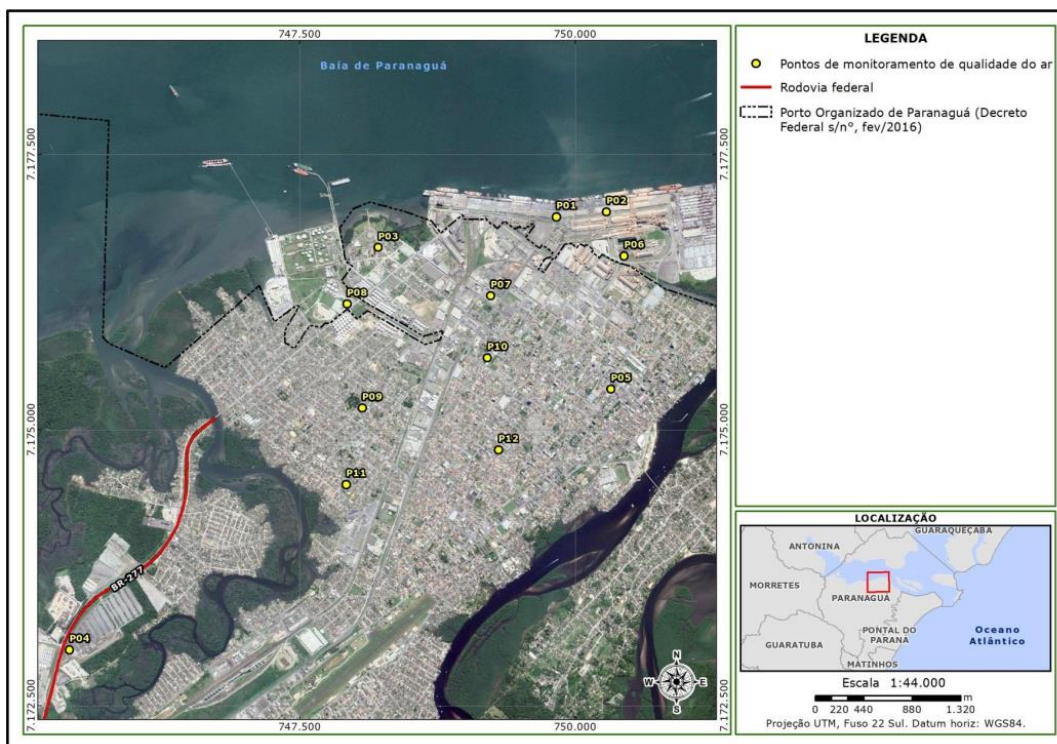 747.500
750.000
Baía de Paranaguá
7.177.500
7.177.500
P01
P02
P03
P06
P07
P08
P10
P05
P09
7.175.000
7.175.000
P12
P11
BR-277
P04
N
W
E
S
7.172.500
7.172.500
747.500
750.000
LEGENDA
Pontos de monitoramento de qualidade do ar
Rodovia federal
Porto Organizado de Paranaguá (Decreto
Federal s/nº, fev/2016)
LOCALIZAÇÃO
GUARAQUEÇABA
ANTONINA
MORRETES
PARANAGUÁ
PONTAL DO
PARANÁ
Oceano
Atlântico
GUARATUBA
MATINHOS
Escala 1:44.000
0 220 440 880 1.320
m
Projeção UTM, Fuso 22 Sul. Datum horiz: WGS84.